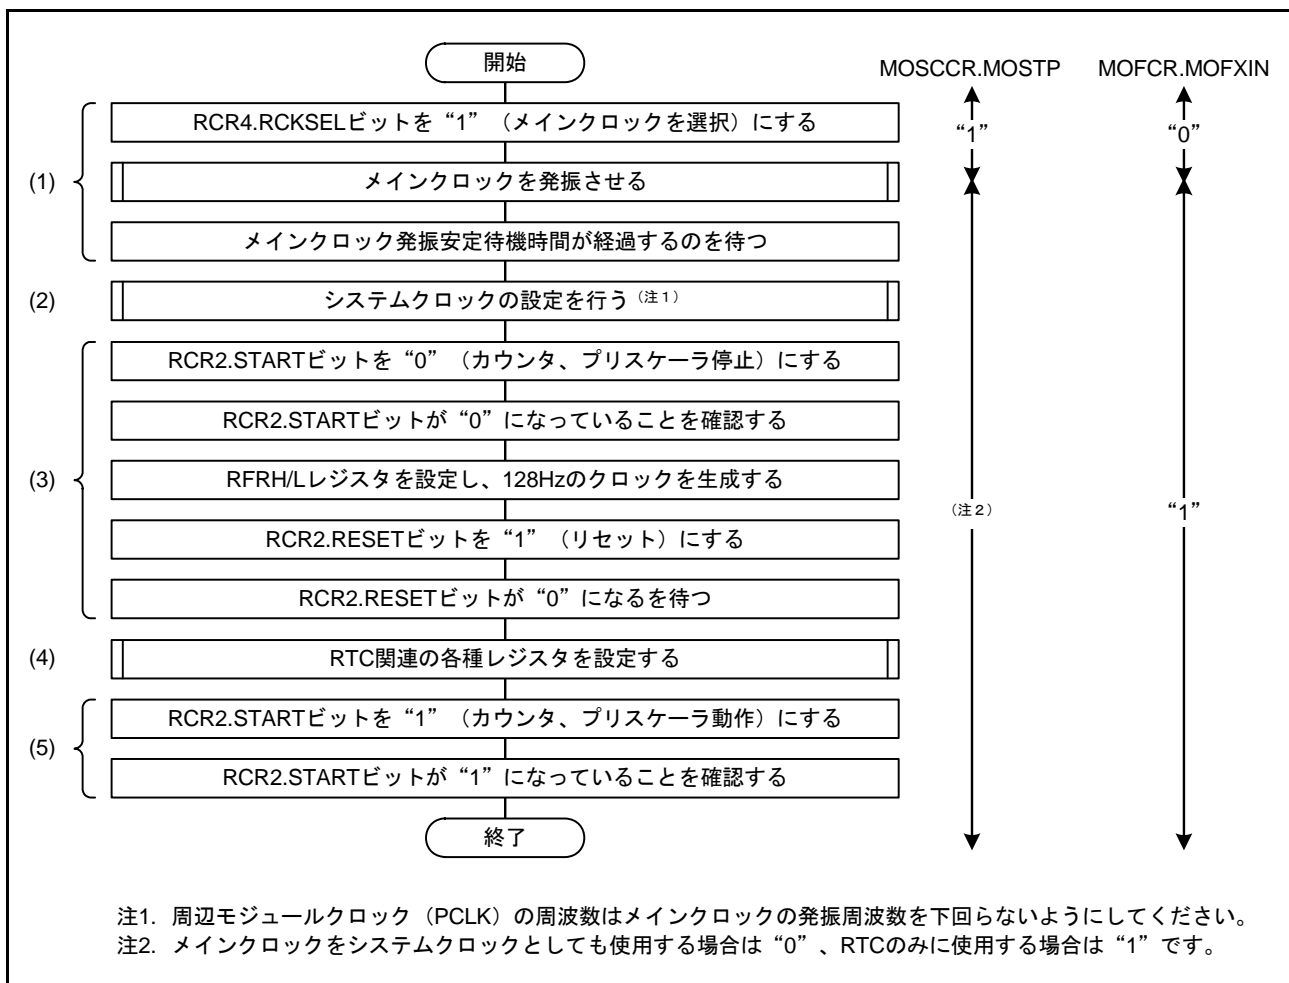 開始
MOSCCR.MOSTP
MOFCR.MOFXIN
RCR4.RCKSELビットを“1”（メインクロックを選択）にする
“1”
“0”
(1)
メインクロックを発振させる
メインクロック発振安定待機時間が経過するのを待つ
(2)
システムクロックの設定を行う（注１）
RCR2.STARTビットを“0”（カウンタ、プリスケーラ停止）にする
RCR2.STARTビットが“0”になっていることを確認する
(3)
RFRH/Lレジスタを設定し、128Hzのクロックを生成する
（注２）
“1”
RCR2.RESETビットを“1”（リセット）にする
RCR2.RESETビットが“0”になるを待つ
(4)
RTC関連の各種レジスタを設定する
RCR2.STARTビットを“1”（カウンタ、プリスケーラ動作）にする
(5)
RCR2.STARTビットが“1”になっていることを確認する
終了
注1. 周辺モジュールクロック（PCLK）の周波数はメインクロックの発振周波数を下回らないようにしてください。
注2. メインクロックをシステムクロックとしても使用する場合は“0”、RTCのみに使用する場合は“1”です。